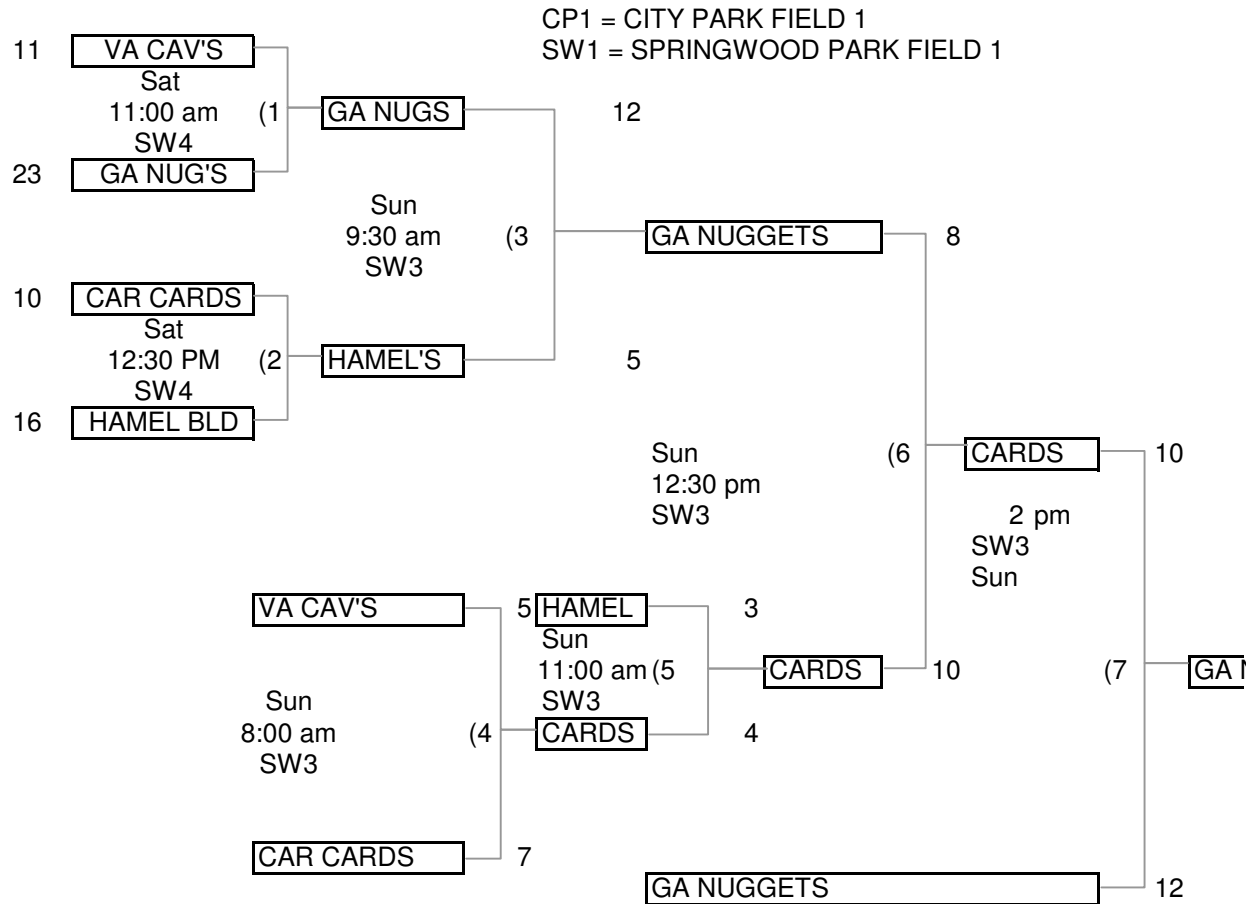 CP1 = CITY PARK FIELD 1
SW1 = SPRINGWOOD PARK FIELD 1
11 VA CAV'S
Sat
11:00 am (1 GA NUGS 12
SW4
23 GA NUG'S
Sun
9:30 am (3 GA NUGGETS 8
SW3
10 CAR CARDS
Sat
12:30 PM (2 HAMEL'S 5
SW4
16 HAMEL BLD
Sun (6 CARDS 10
12:30 pm
SW3
2 pm
SW3
Sun
VA CAV'S 5 HAMEL 3
Sun
11:00 am (5 CARDS 10 (7
SW3
Sun
8:00 am (4 CARDS 4
SW3
CAR CARDS 7
GA NUGGETS 12
GA